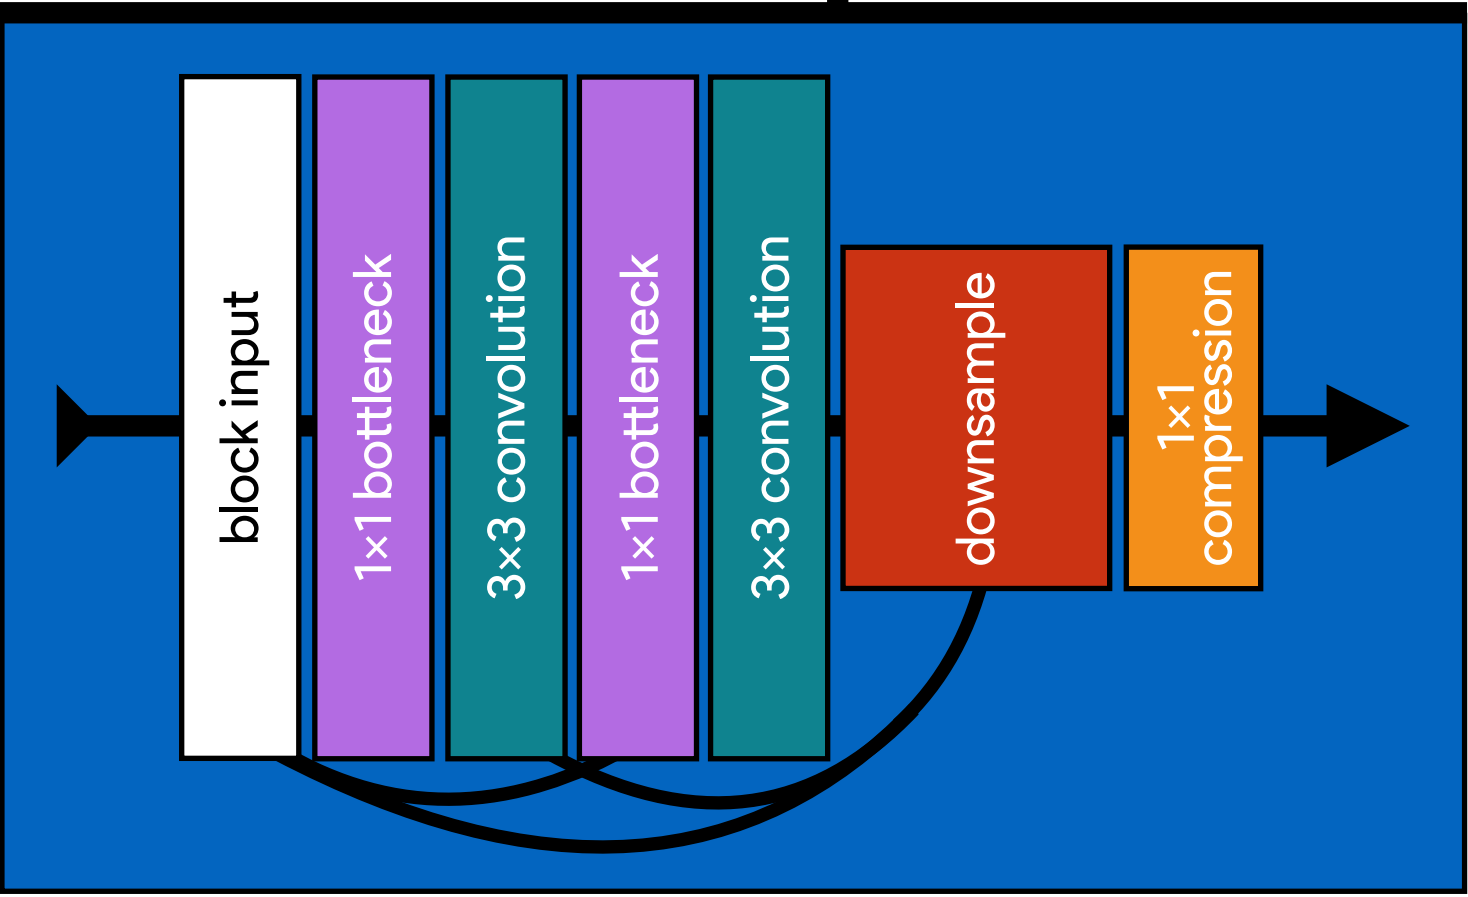 block input
1×1 bottleneck
3×3 convolution
1×1 bottleneck
3×3 convolution
downsample
1×1
compression